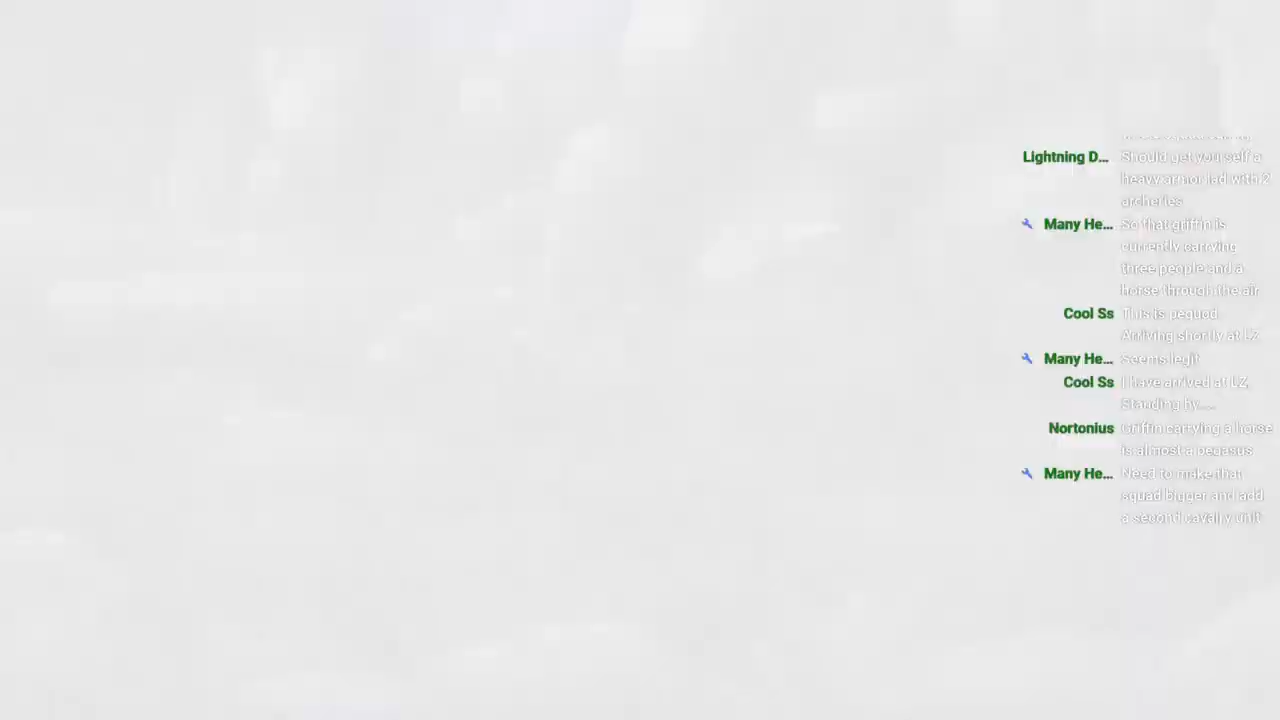 Lightning D... Should get yourself a
heavy armor lad with 2
archeries
Many He... So that griffin is
currently carrying
three people and a
horse through the air
Cool Ss This is pequod.
Arriving shortly at LZ
Many He... Seems legit
Cool Ss I have arrived at LZ,
Standing by.....
Nortonius Griffin carrying a horse
is almost a pegasus
Many He... Need to make that
squad bigger and add
a second cavalry unit